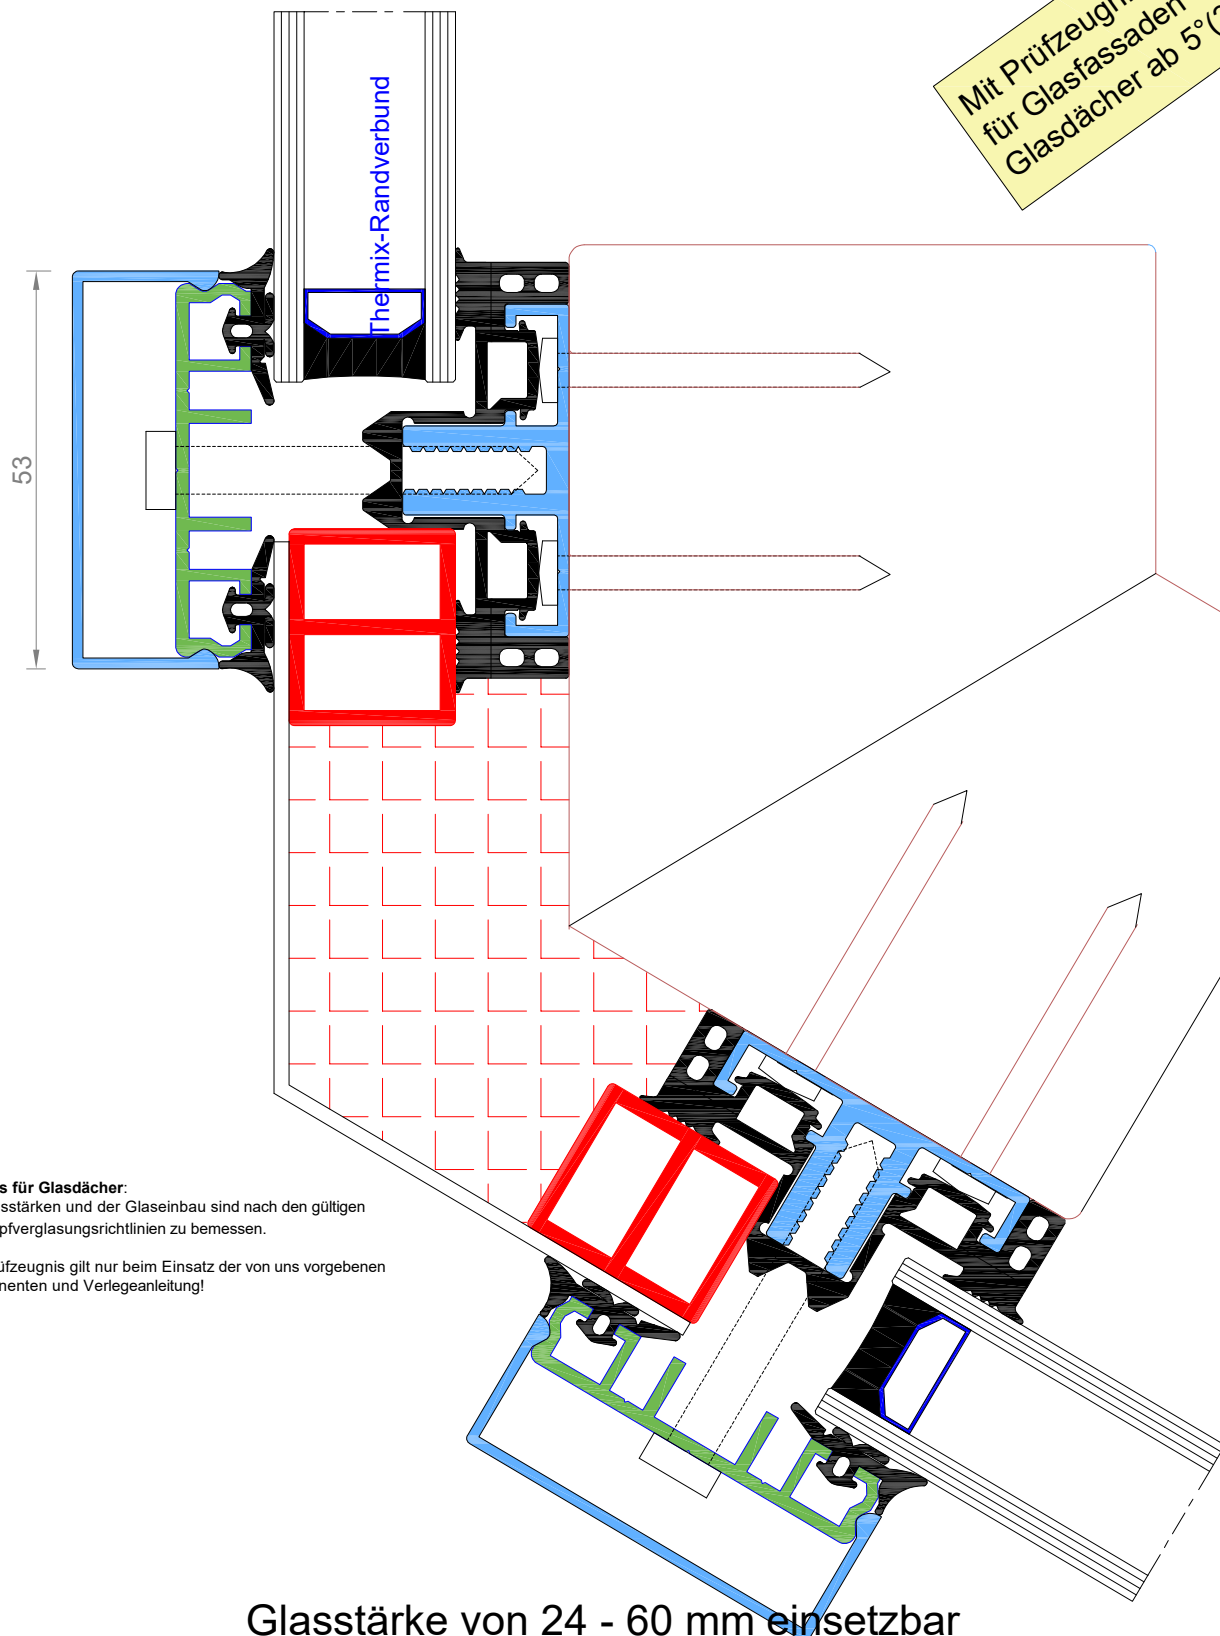 Mit Prüfzeugn
für Glasfassaden
Glasdächer ab 5°(
Thermix-Randverbund
53
s für Glasdächer:
sstärken und der Glaseinbau sind nach den gültigen
pfverglasungsrichtlinien zu bemessen.
üfzeugnis gilt nur beim Einsatz der von uns vorgebenen
nenten und Verlegeanleitung!
Glasstärke von 24 - 60 mm einsetzbar